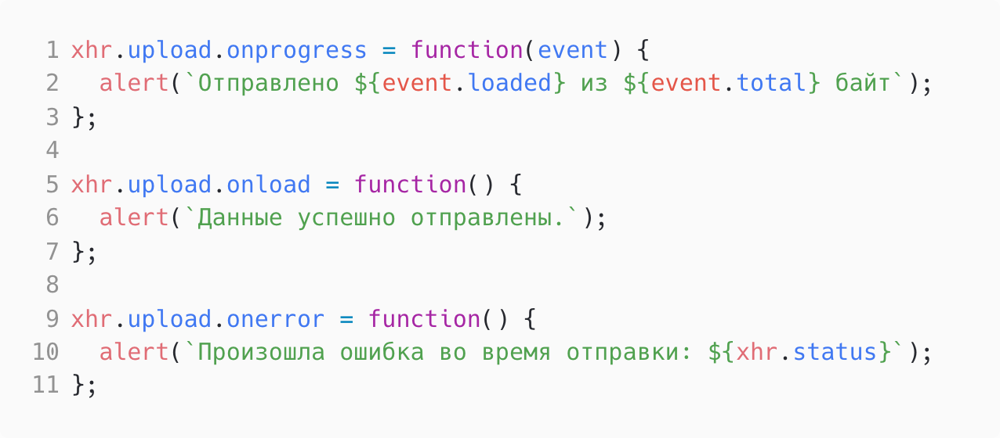 1 xhr.upload.onprogress = function(event) {
2   alert(`Отправлено ${event.loaded} из ${event.total} байт`);
3 };
4
5 xhr.upload.onload = function() {
6   alert(`Данные успешно отправлены.`);
7 };
8
9 xhr.upload.onerror = function() {
10   alert(`Произошла ошибка во время отправки: ${xhr.status}`);
11 };